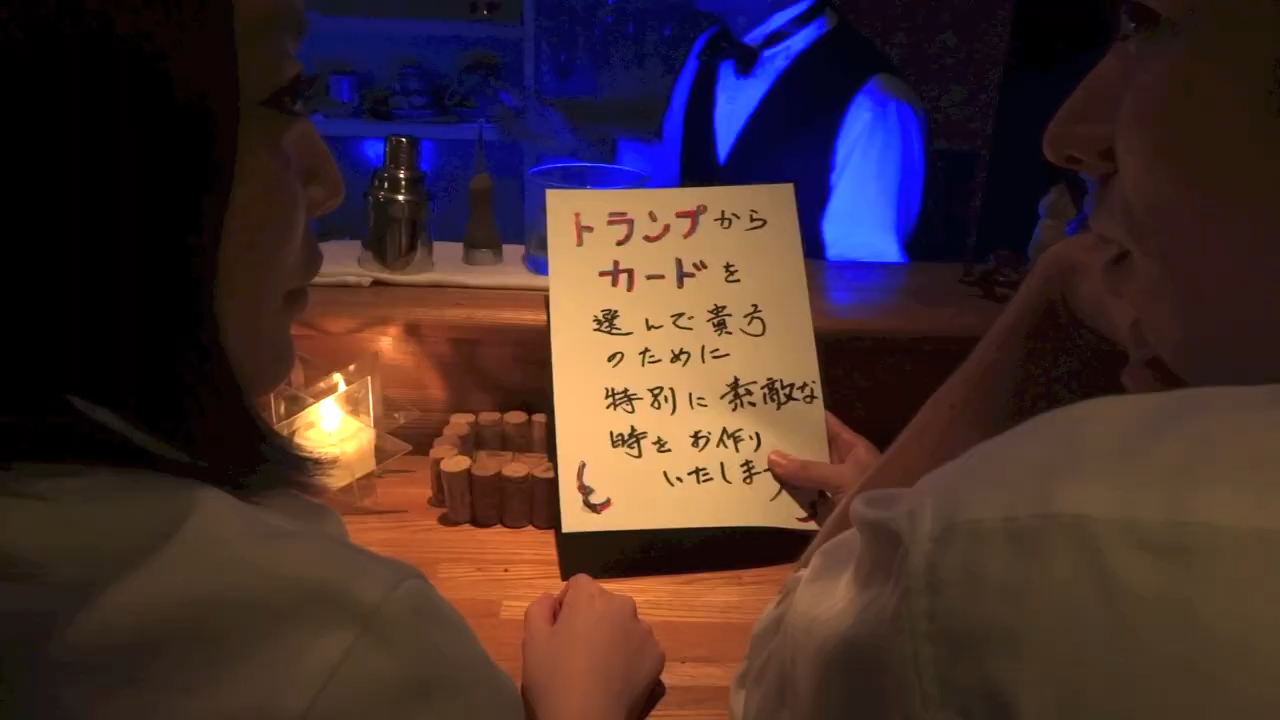 トランプから
カードを
選んで貴方
のために
特別に素敵な
時をお作り
いたします